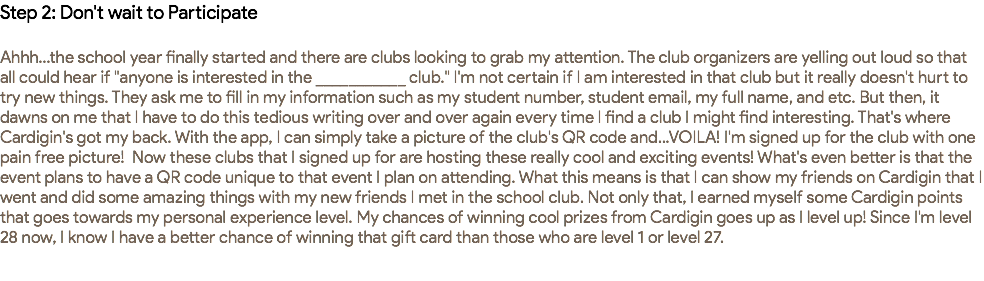 Step 2: Don't wait to Participate
Ahhh...the school year finally started and there are clubs looking to grab my attention. The club organizers are yelling out loud so that
all could hear if "anyone is interested in the ___________ club." I'm not certain if I am interested in that club but it really doesn't hurt to
try new things. They ask me to fill in my information such as my student number, student email, my full name, and etc. But then, it
dawns on me that I have to do this tedious writing over and over again every time I find a club I might find interesting. That's where
Cardigin's got my back. With the app, I can simply take a picture of the club's QR code and...VOILA! I'm signed up for the club with one
pain free picture!  Now these clubs that I signed up for are hosting these really cool and exciting events! What's even better is that the
event plans to have a QR code unique to that event I plan on attending. What this means is that I can show my friends on Cardigin that I
went and did some amazing things with my new friends I met in the school club. Not only that, I earned myself some Cardigin points
that goes towards my personal experience level. My chances of winning cool prizes from Cardigin goes up as I level up! Since I'm level
28 now, I know I have a better chance of winning that gift card than those who are level 1 or level 27.